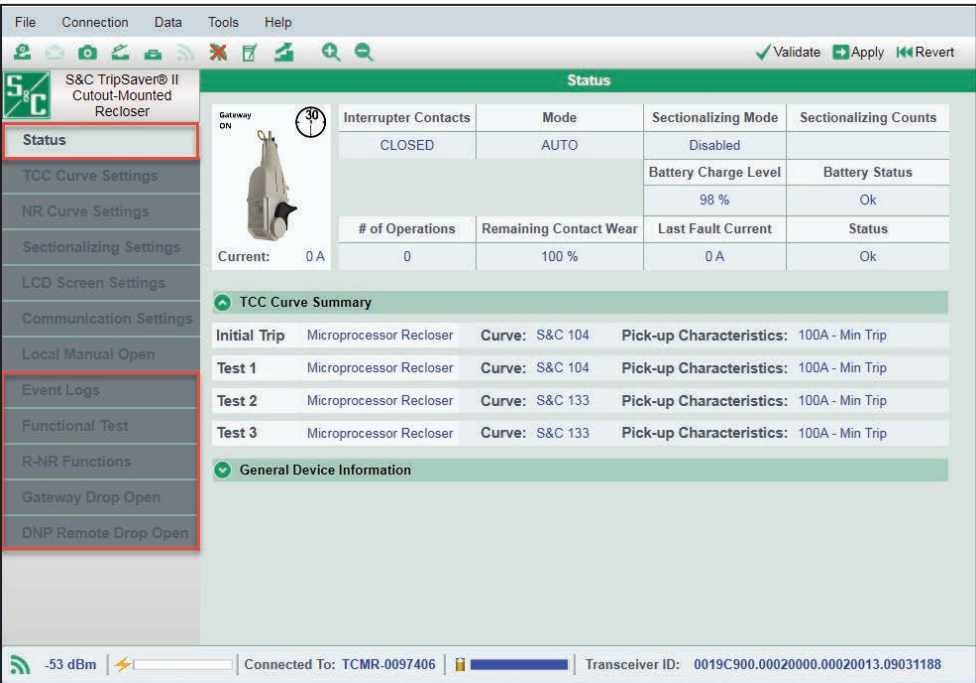 File Connection Data Tools Help
Validate Apply Revert
S&C
S&C TripSaver® II
Cutout-Mounted
Recloser
Status
TCC Curve Settings
NR Curve Settings
Sectionalizing Settings
LCD Screen Settings
Communication Settings
Local Manual Open
Event Logs
Functional Test
R-NR Functions
Gateway Drop Open
DNP Remote Drop Open
Status
Gateway
ON
30
Current: 0 A
Interrupter Contacts Mode Sectionalizing Mode Sectionalizing Counts
CLOSED AUTO Disabled
Battery Charge Level Battery Status
98 % Ok
# of Operations Remaining Contact Wear Last Fault Current Status
0 100 % 0 A Ok
TCC Curve Summary
Initial Trip Microprocessor Recloser Curve: S&C 104 Pick-up Characteristics: 100A - Min Trip
Test 1 Microprocessor Recloser Curve: S&C 104 Pick-up Characteristics: 100A - Min Trip
Test 2 Microprocessor Recloser Curve: S&C 133 Pick-up Characteristics: 100A - Min Trip
Test 3 Microprocessor Recloser Curve: S&C 133 Pick-up Characteristics: 100A - Min Trip
General Device Information
-53 dBm Connected To: TCMR-0097406 Transceiver ID: 0019C900.00020000.00020013.09031188